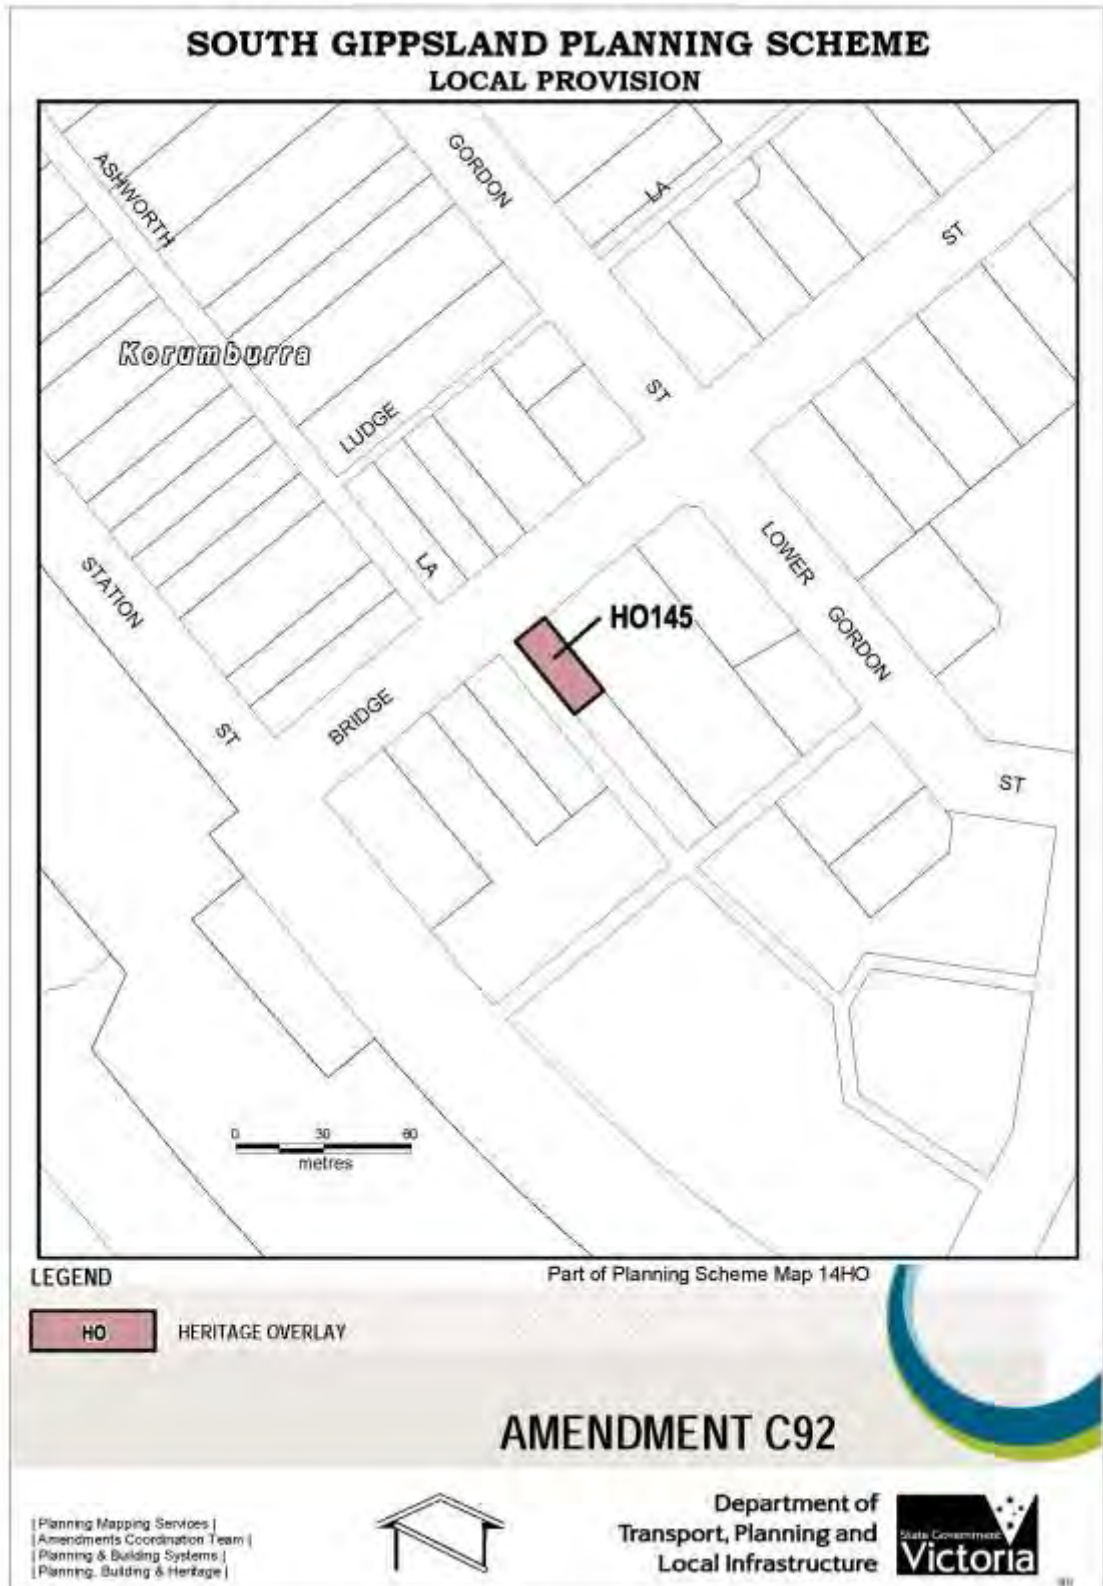 SOUTH GIPPSLAND PLANNING SCHEME
LOCAL PROVISION
ASHWORTH
GORDON
LA
ST
Korumburra
LUDGE
ST
LA
LOWER
STATION
HO145
GORDON
BRIDGE
ST
ST
0 30 60
metres
LEGEND
Part of Planning Scheme Map 14HO
HO HERITAGE OVERLAY
AMENDMENT C92
| Planning Mapping Services |
| Amendments Coordination Team |
| Planning & Building Systems |
| Planning, Building & Heritage |
Department of
Transport, Planning and
Local Infrastructure
State Government
Victoria